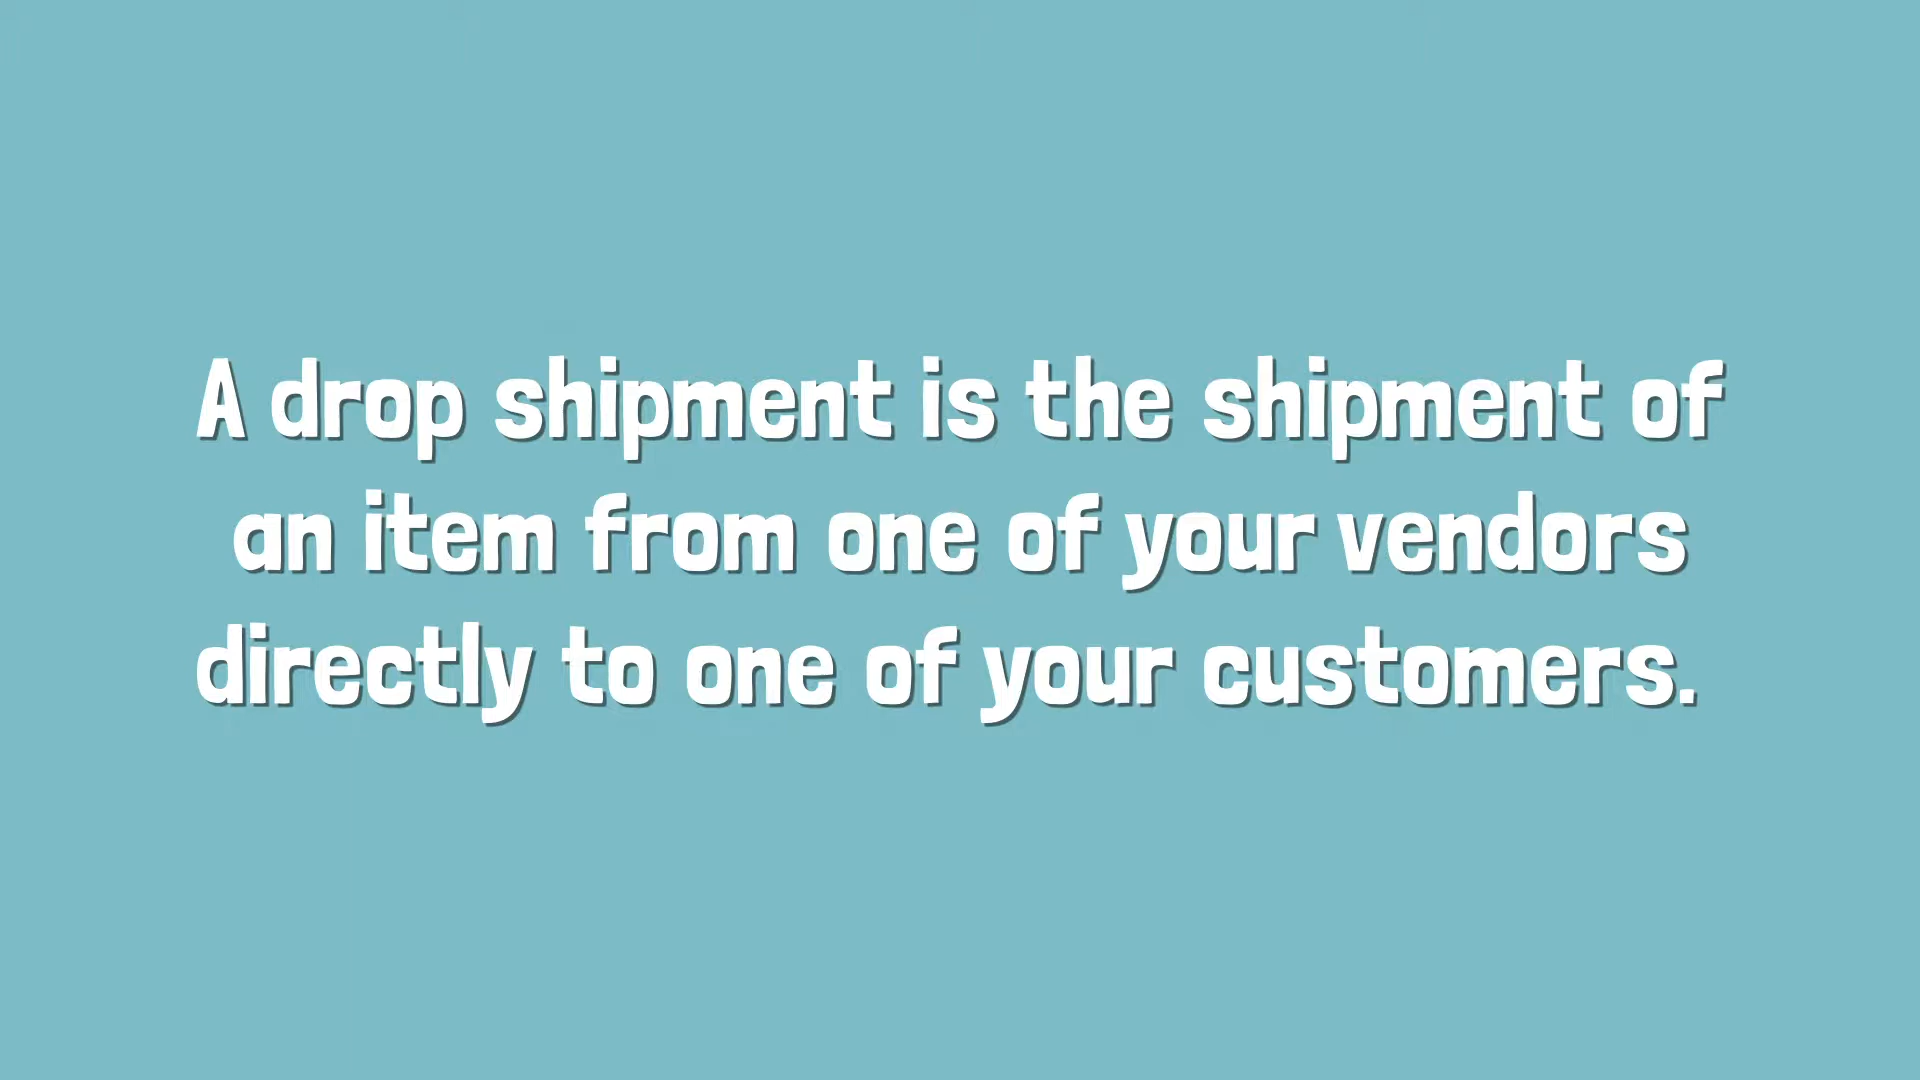 A drop shipment is the shipment of
an item from one of your vendors
directly to one of your customers.